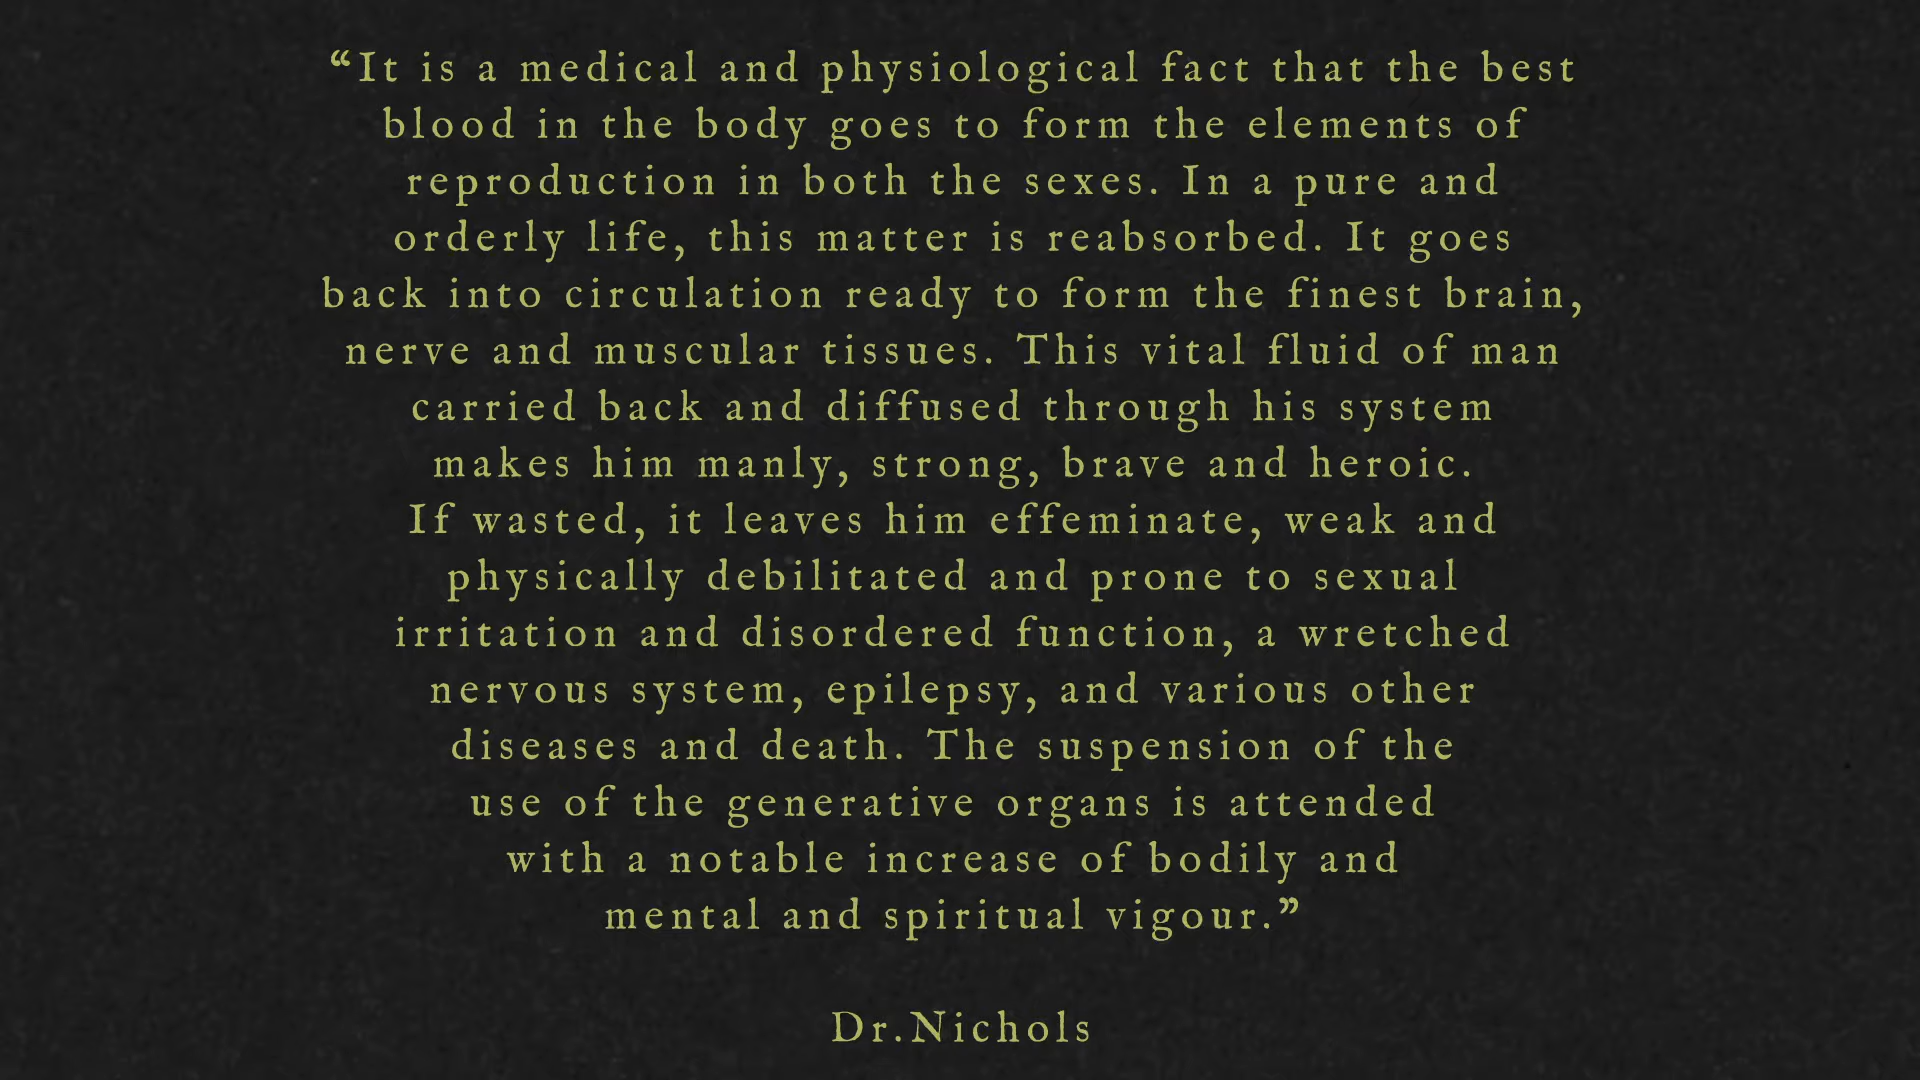 “It is a medical and physiological fact that the best
blood in the body goes to form the elements of
reproduction in both the sexes. In a pure and
orderly life, this matter is reabsorbed. It goes
back into circulation ready to form the finest brain,
nerve and muscular tissues. This vital fluid of man
carried back and diffused through his system
makes him manly, strong, brave and heroic.
If wasted, it leaves him effeminate, weak and
physically debilitated and prone to sexual
irritation and disordered function, a wretched
nervous system, epilepsy, and various other
diseases and death. The suspension of the
use of the generative organs is attended
with a notable increase of bodily and
mental and spiritual vigour.”
Dr.Nichols